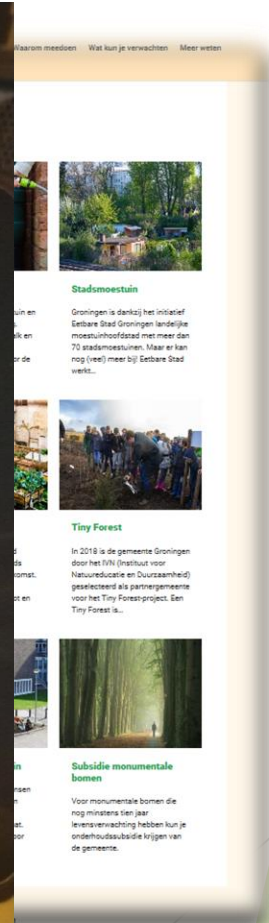 Waarom meedoen Wat kun je verwachten Meer weten
Stadsmoestuin
Groningen is dankzij het initiatief
Eetbare Stad Groningen landelijke
moestuinhoofdstad met meer dan
70 stadsmoestuinen. Maar er kan
nog (veel) meer bij! Eetbare Stad
werkt...
Tiny Forest
In 2018 is de gemeente Groningen
door het IVN (Instituut voor
Natuureducatie en Duurzaamheid)
geselecteerd als partnergemeente
voor het Tiny Forest-project. Een
Tiny Forest is...
Subsidie monumentale
bomen
Voor monumentale bomen die
nog minstens tien jaar
levensverwachting hebben kun je
onderhoudssubsidie krijgen van
de gemeente.